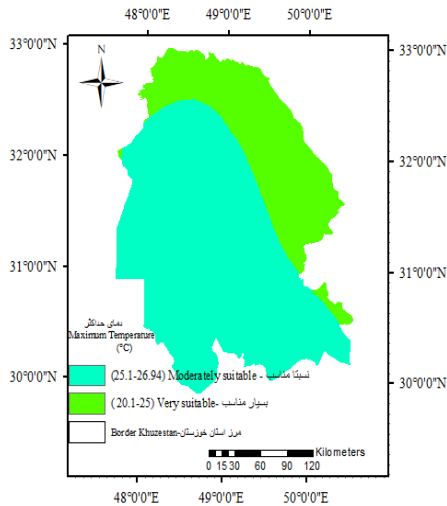 48°0'0"E 49°0'0"E 50°0'0"E
33°0'0"N 33°0'0"N
N
32°0'0"N 32°0'0"N
31°0'0"N 31°0'0"N
دمای حداکثر
Maximum Temperature
(°C)
(25.1-26.94) Moderately suitable - نسبتا مناسب
30°0'0"N 30°0'0"N
(20.1-25) Very suitable- بسیار مناسب
Border Khuzestan-مرز استان خوزستان
Kilometers
0 15 30 60 90 120
48°0'0"E 49°0'0"E 50°0'0"E